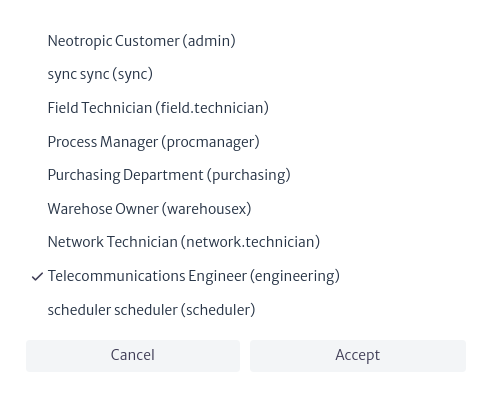 Neotropic Customer (admin)
sync sync (sync)
Field Technician (field.technician)
Process Manager (procmanager)
Purchasing Department (purchasing)
Warehose Owner (warehousex)
Network Technician (network.technician)
Telecommunications Engineer (engineering)
scheduler scheduler (scheduler)
Cancel Accept